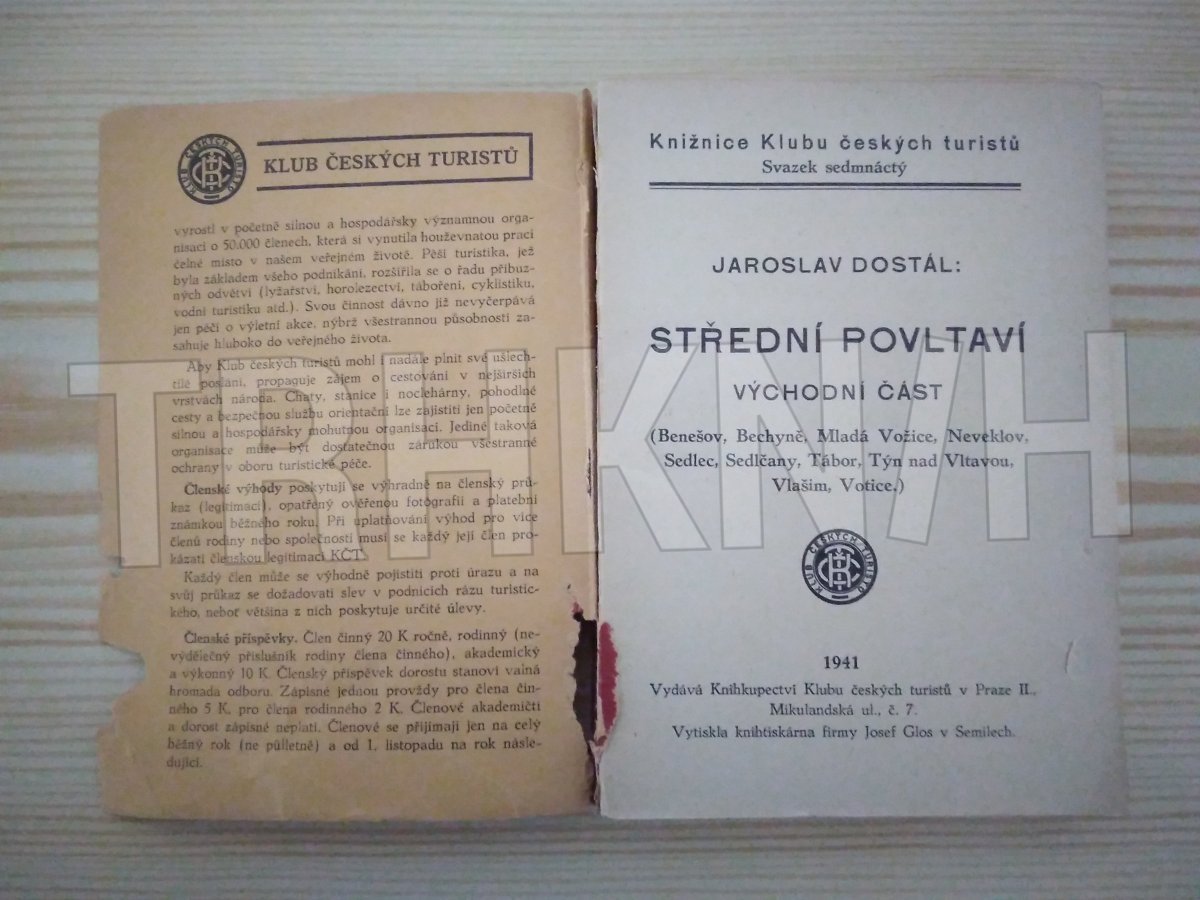 KLUB ČESKÝCH TURISTŮ
KLUB ČESKÝCH TURISTŮ
vyrostl v početně silnou a hospodářsky významnou orga-
nisaci o 50.000 členech, která si vynutila houževnatou prací
čelné místo v našem veřejném životě. Pěší turistika, jež
byla základem všeho podnikání, rozšířila se o řadu příbuz-
ných odvětví (lyžařství, horolezectví, táboření, cyklistiku,
vodní turistiku atd.). Svou činnost dávno již nevyčerpává
jen péčí o výletní akce, nýbrž všestrannou působností za-
sahuje hluboko do veřejného života.
Aby Klub českých turistů mohl i nadále plnit své ušlech-
tilé poslání, propaguje zájem o cestování v nejširších
vrstvách národa. Chaty, stanice i noclehárny, pohodlné
cesty a bezpečnou službu orientační lze zajistiti jen početně
silnou a hospodářsky mohutnou organisací. Jedině taková
organisace může být dostatečnou zárukou všestranné
ochrany v oboru turistické péče.
Členské výhody poskytují se výhradně na členský prů-
kaz (legitimaci), opatřený ověřenou fotografií a platební
známkou běžného roku. Při uplatňování výhod pro více
členů rodiny nebo společnosti musí se každý její člen pro-
kázati členskou legitimací KČT.
Každý člen může se výhodně pojistiti proti úrazu a na
svůj průkaz se dožadovati slev v podnicích rázu turistic-
kého, neboť většina z nich poskytuje určité úlevy.
Členské příspěvky. Člen činný 20 K ročně, rodinný (ne-
výdělečný příslušník rodiny člena činného), akademický
a výkonný 10 K. Členský příspěvek dorostu stanoví valná
hromada odboru. Zápisné jednou provždy pro člena čin-
ného 5 K, pro člena rodinného 2 K. Členové akademičtí
a dorost zápisné neplatí. Členové se přijímají jen na celý
běžný rok (ne půlletně) a od 1. listopadu na rok násle-
dující.
Knižnice Klubu českých turistů
Svazek sedmnáctý
JAROSLAV DOSTÁL:
STŘEDNÍ POVLTAVÍ
VÝCHODNÍ ČÁST
(Benešov, Bechyně, Mladá Vožice, Neveklov,
Sedlec, Sedlčany, Tábor, Týn nad Vltavou,
Vlašim, Votice.)
KLUB ČESKÝCH TURISTŮ
1941
Vydává Knihkupectví Klubu českých turistů v Praze II.,
Mikulandská ul., č. 7.
Vytiskla knihtiskárna firmy Josef Glos v Semilech.
TRHKNIH